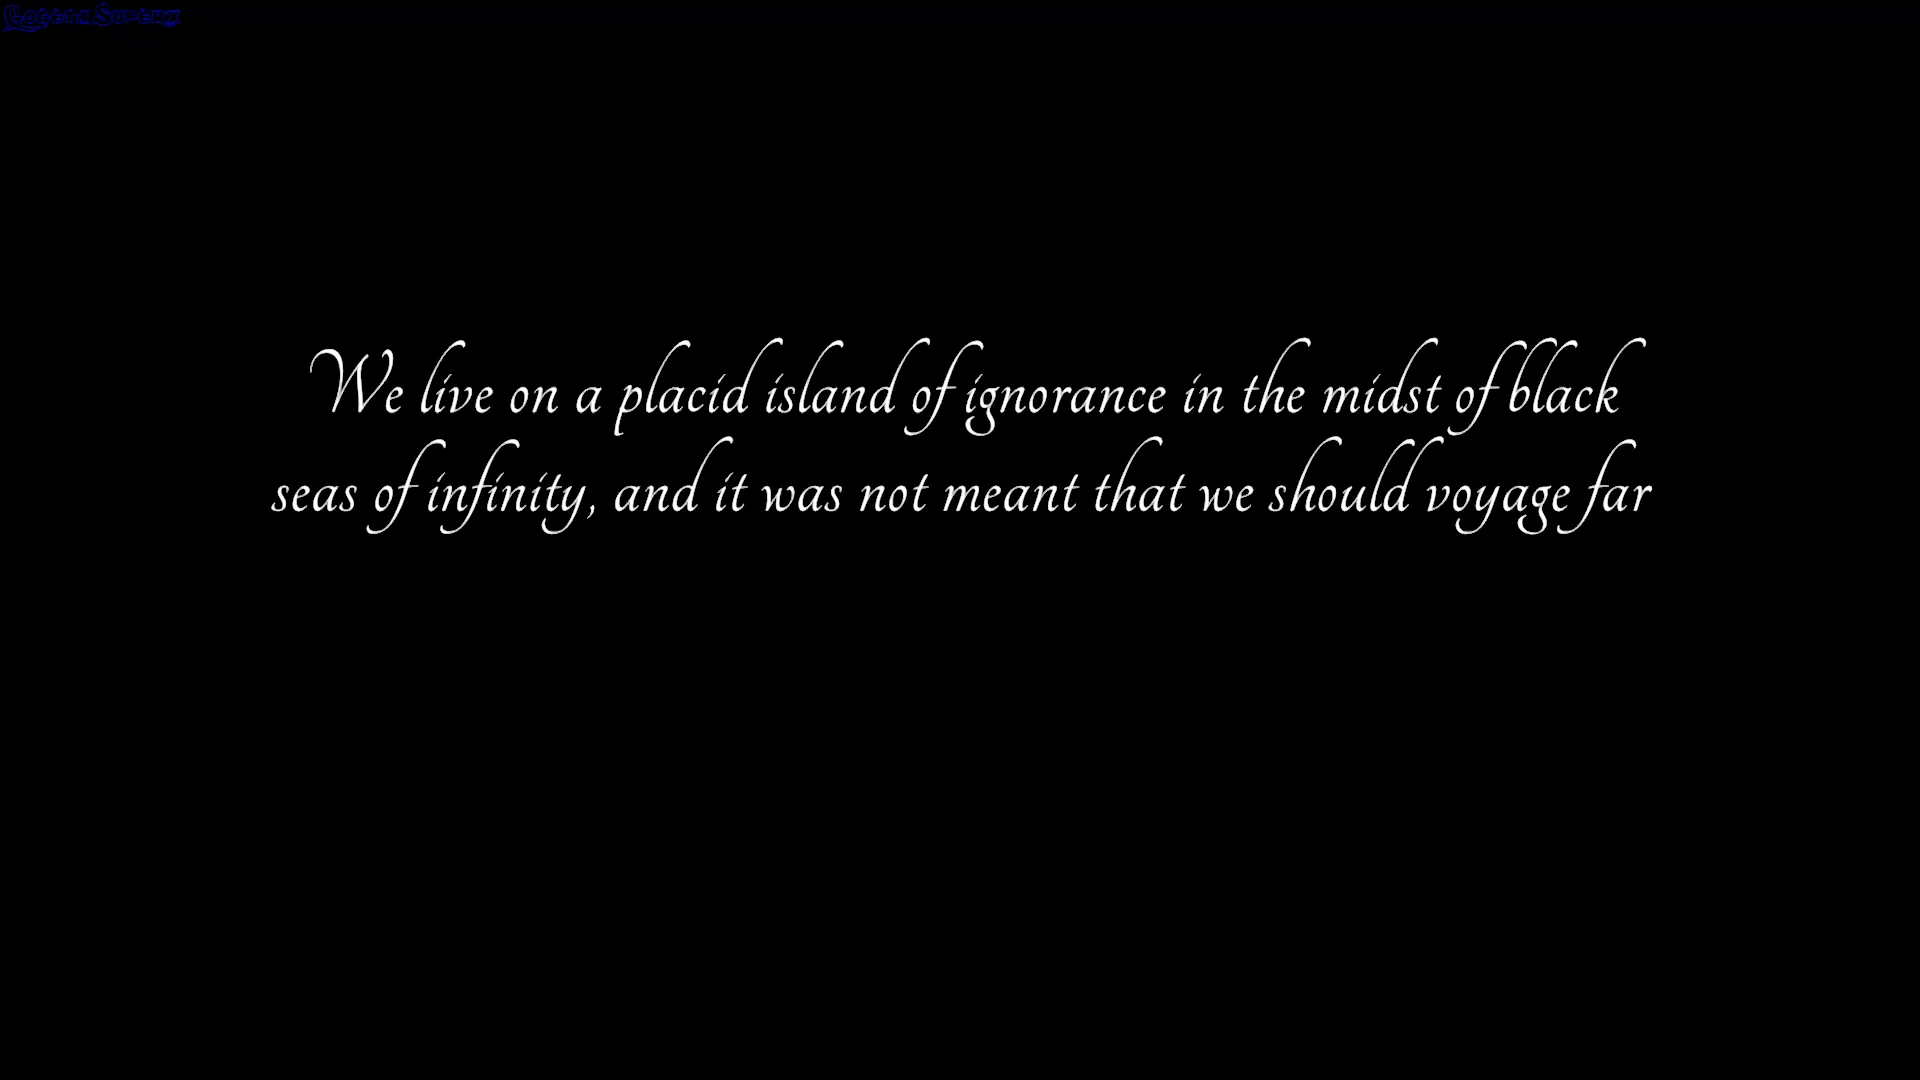 We live on a placid island of ignorance in the midst of black
seas of infinity, and it was not meant that we should voyage far